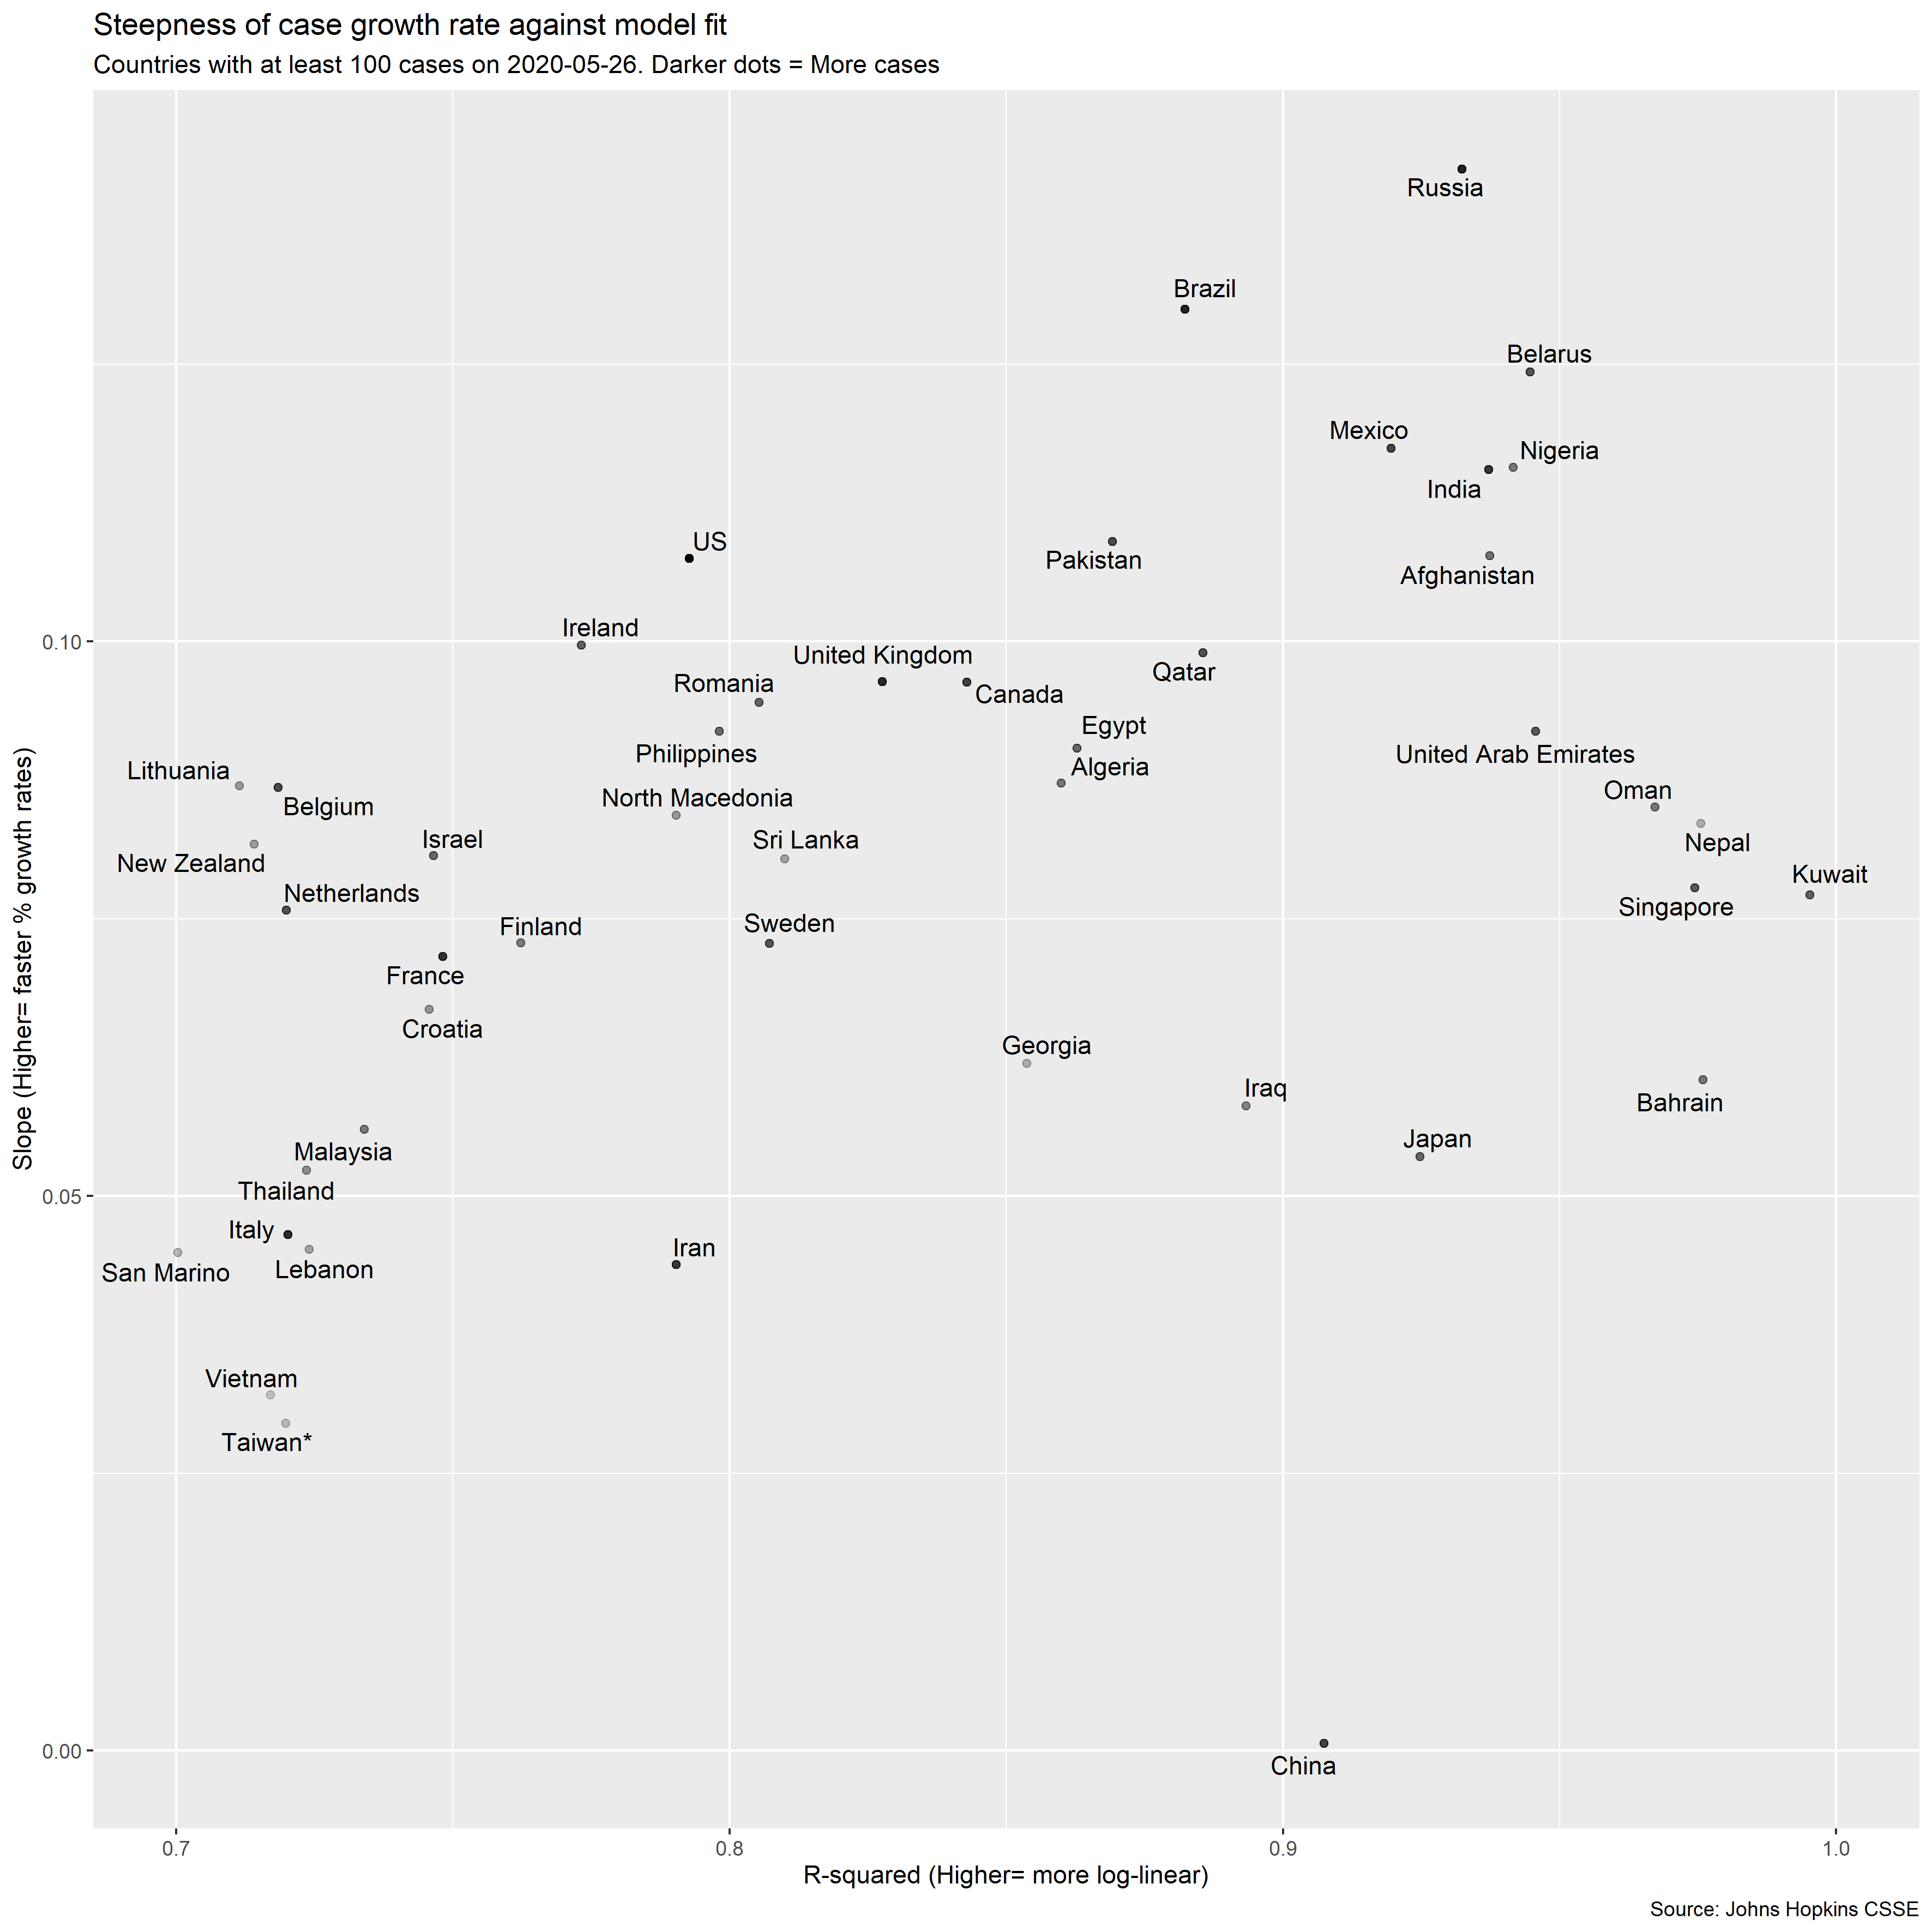 Steepness of case growth rate against model fit
Countries with at least 100 cases on 2020-05-26. Darker dots = More cases
Slope (Higher= faster % growth rates)
0.10
0.05
0.00
Russia
Brazil
Belarus
Mexico
Nigeria
India
US
Pakistan
Afghanistan
Ireland
United Kingdom
Qatar
Romania
Canada
Egypt
Philippines
United Arab Emirates
Algeria
Lithuania
Oman
North Macedonia
Belgium
Israel
Sri Lanka
Nepal
New Zealand
Kuwait
Netherlands
Singapore
Sweden
Finland
France
Croatia
Georgia
Iraq
Bahrain
Japan
Malaysia
Thailand
Italy
Iran
San Marino
Lebanon
Vietnam
Taiwan*
China
0.7
0.8
0.9
1.0
R-squared (Higher= more log-linear)
Source: Johns Hopkins CSSE